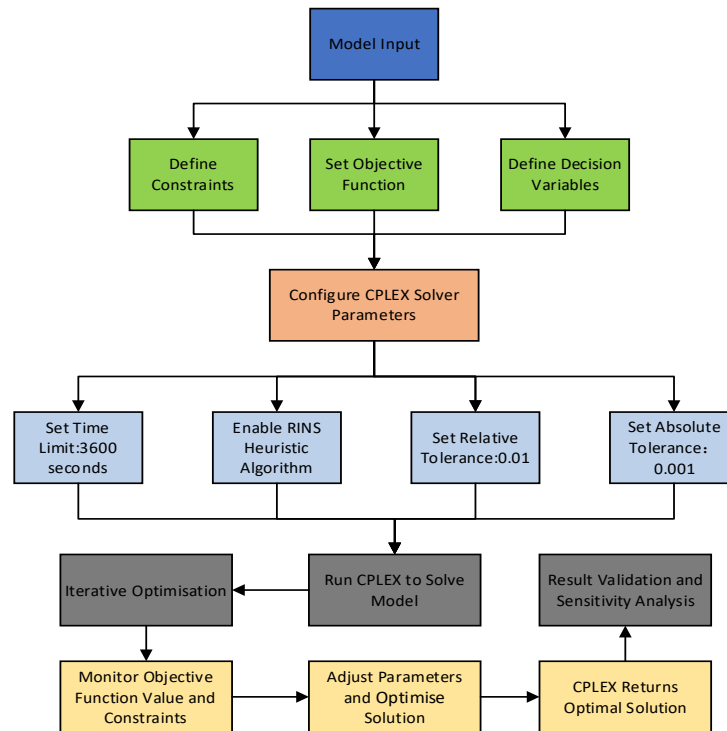 Model Input
Define
Constraints
Set Objective
Function
Define Decision
Variables
Configure CPLEX Solver
Parameters
Set Time
Limit:3600
seconds
Enable RINS
Heuristic
Algorithm
Set Relative
Tolerance:0.01
Set Absolute
Tolerance：
0.001
Iterative Optimisation
Run CPLEX to Solve
Model
Result Validation and
Sensitivity Analysis
Monitor Objective
Function Value and
Constraints
Adjust Parameters
and Optimise
Solution
CPLEX Returns
Optimal Solution